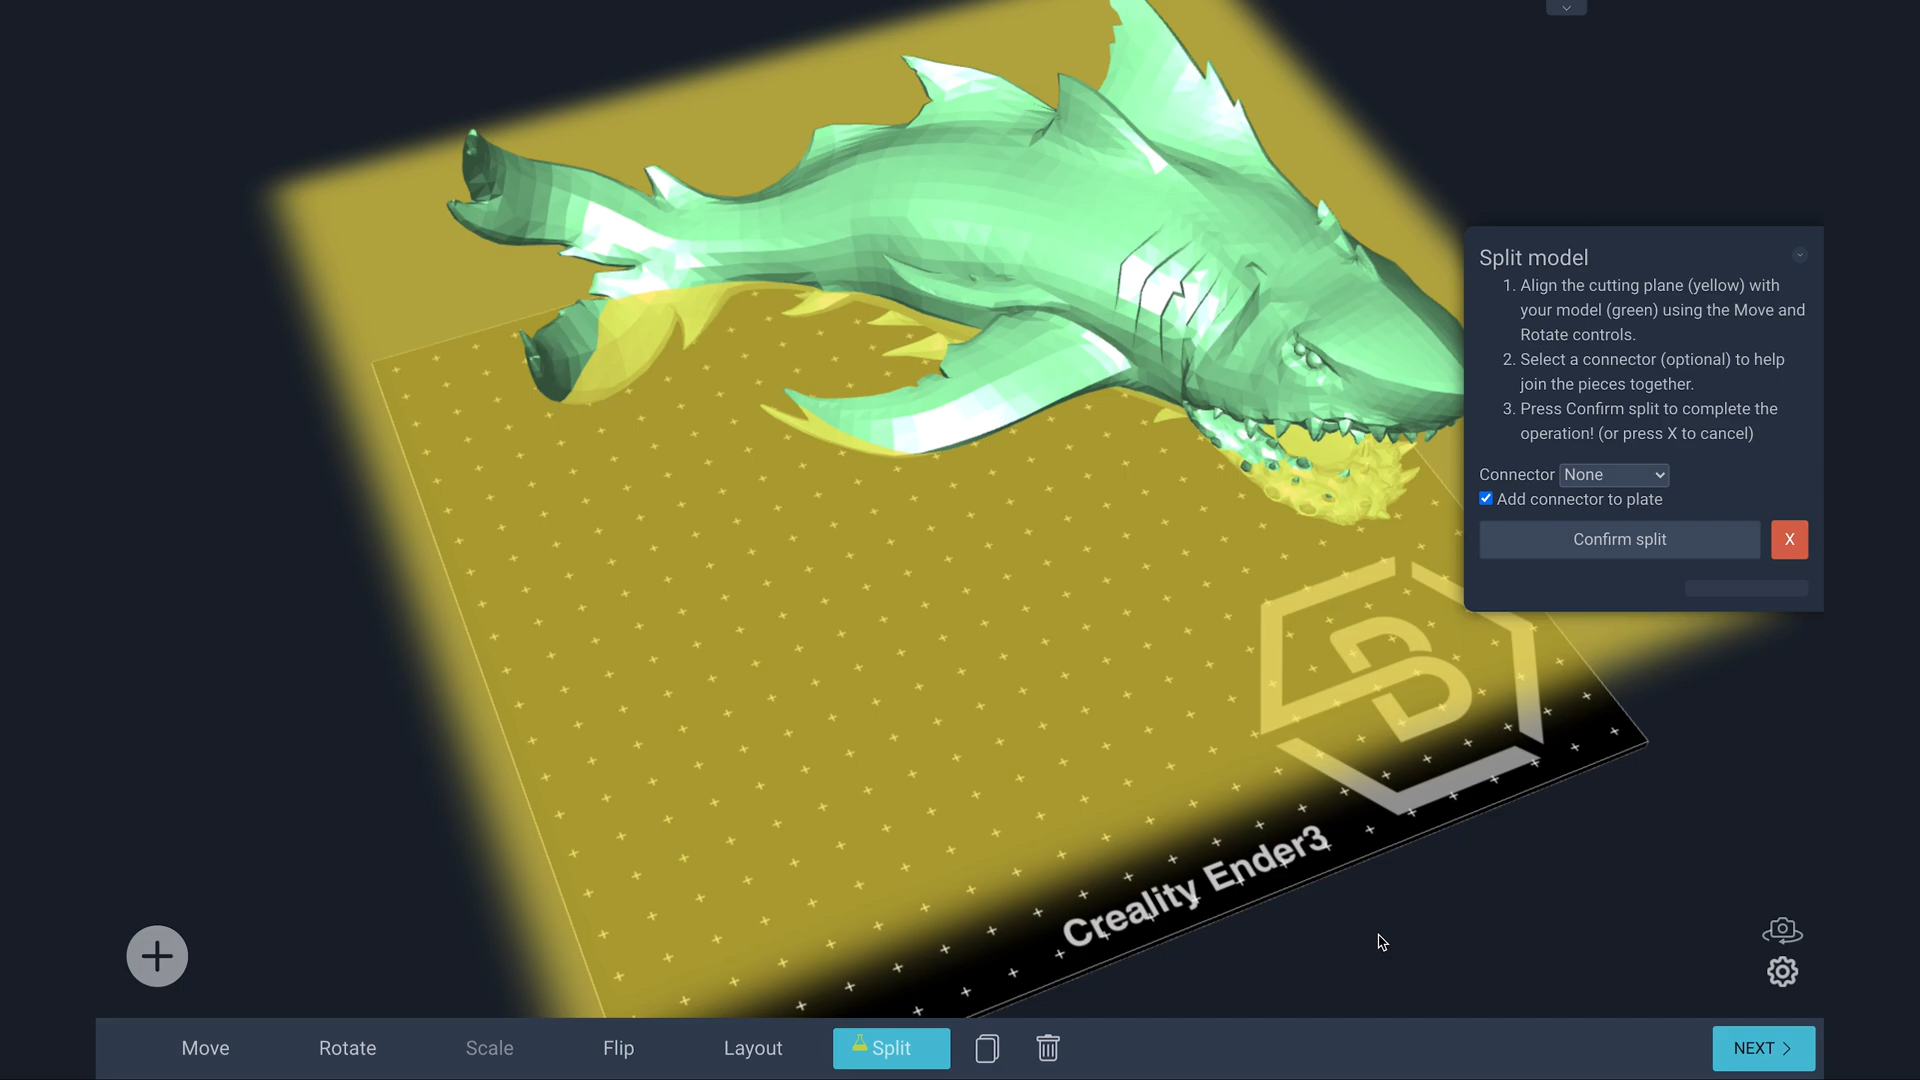 Split model
1. Align the cutting plane (yellow) with
your model (green) using the Move and
Rotate controls.
2. Select a connector (optional) to help
join the pieces together.
3. Press Confirm split to complete the
operation! (or press X to cancel)
Connector None
Add connector to plate
Confirm split X
Creality Ender3
Move Rotate Scale Flip Layout Split NEXT